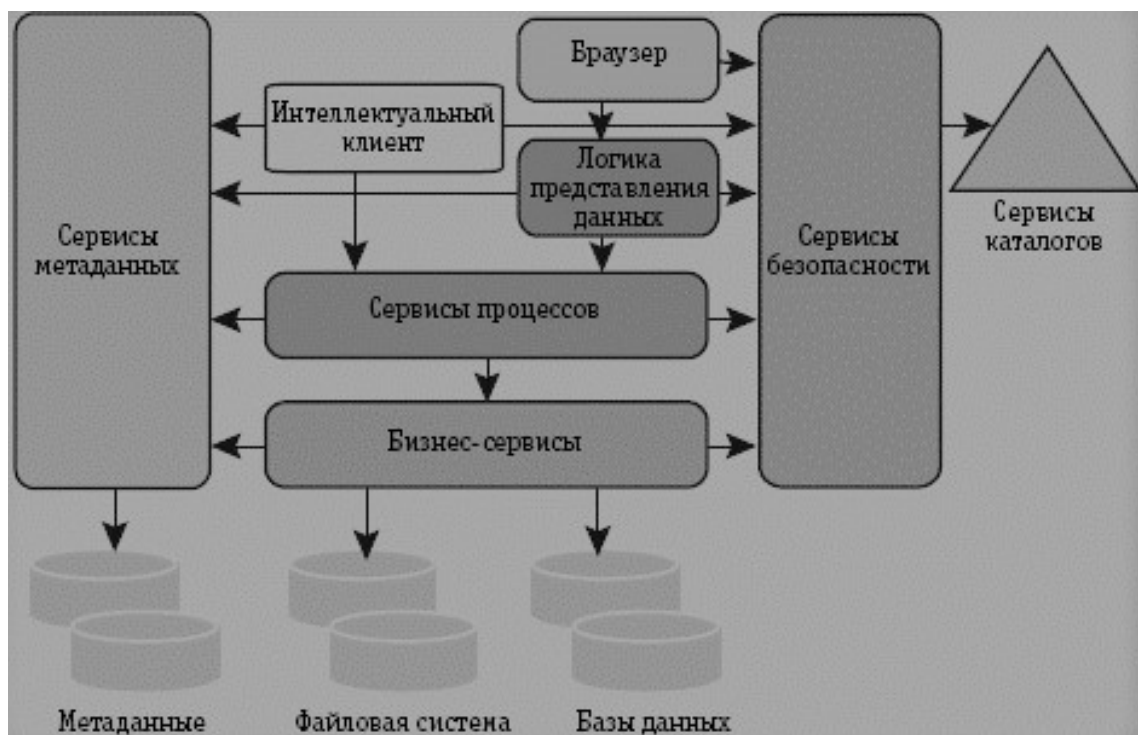 Браузер
Интеллектуальный
клиент
Логика
представления
данных
Сервисы
метаданных
Сервисы
безопасности
Сервисы
каталогов
Сервисы процессов
Бизнес-сервисы
Метаданные
Файловая система
Базы данных